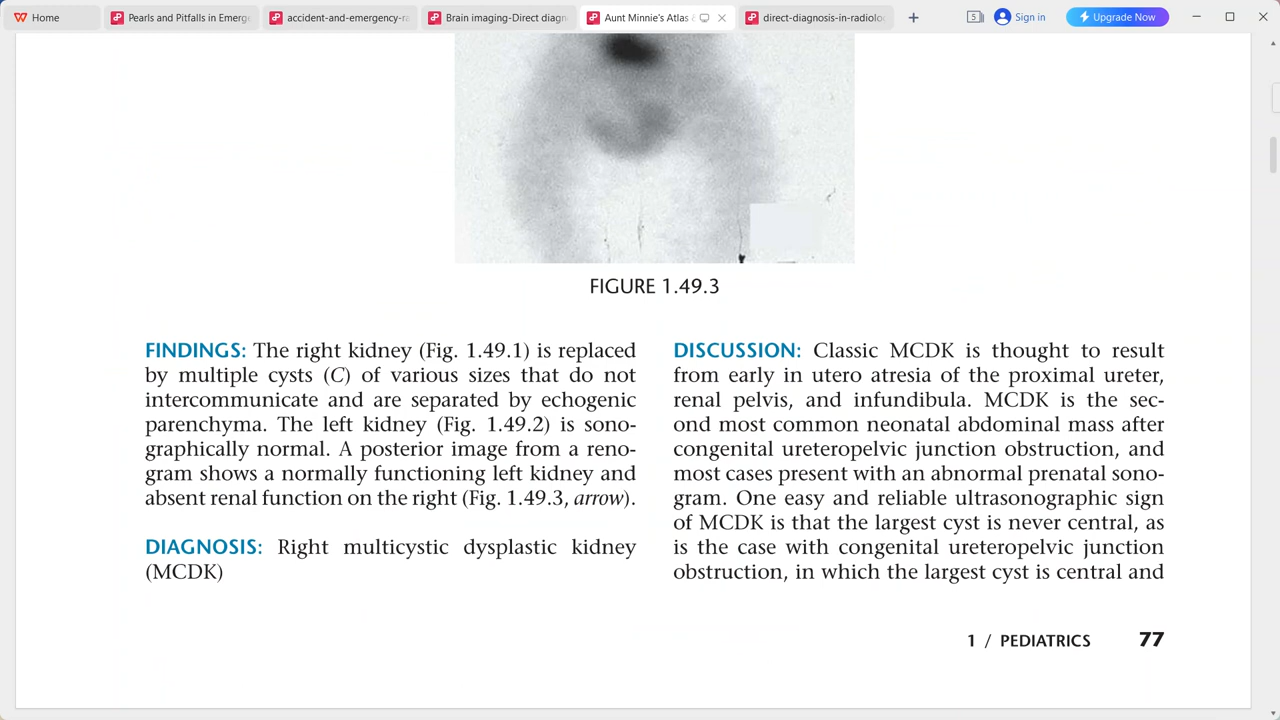 Home
Pearls and Pitfalls in Emerg
accident-and-emergency-ra
Brain imaging-Direct diagn
Aunt Minnie's Atlas
direct-diagnosis-in-radiolo
5
Sign in
Upgrade Now
FIGURE 1.49.3
FINDINGS: The right kidney (Fig. 1.49.1) is replaced
by multiple cysts (C) of various sizes that do not
intercommunicate and are separated by echogenic
parenchyma. The left kidney (Fig. 1.49.2) is sono-
graphically normal. A posterior image from a reno-
gram shows a normally functioning left kidney and
absent renal function on the right (Fig. 1.49.3, arrow).
DIAGNOSIS: Right multicystic dysplastic kidney
(MCDK)
DISCUSSION: Classic MCDK is thought to result
from early in utero atresia of the proximal ureter,
renal pelvis, and infundibula. MCDK is the sec-
ond most common neonatal abdominal mass after
congenital ureteropelvic junction obstruction, and
most cases present with an abnormal prenatal sono-
gram. One easy and reliable ultrasonographic sign
of MCDK is that the largest cyst is never central, as
is the case with congenital ureteropelvic junction
obstruction, in which the largest cyst is central and
1 / PEDIATRICS 77